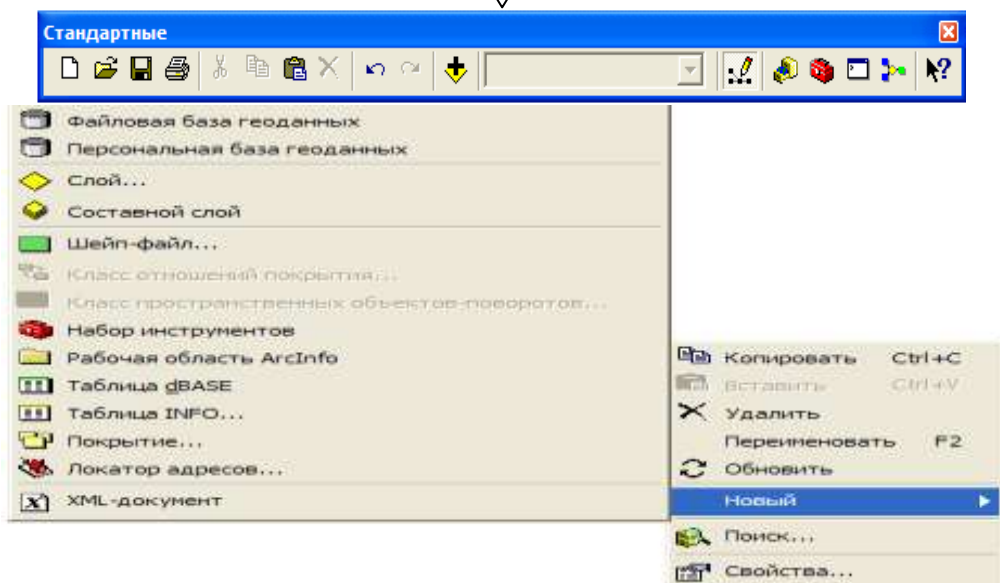 Стандартные
Файловая база геоданных
Персональная база геоданных
Слой...
Составной слой
Шейп-файл...
Класс отношений покрытия...
Класс пространственных объектов-поворотов...
Набор инструментов
Рабочая область ArcInfo
Таблица dBASE
Таблица INFO...
Покрытие...
Локатор адресов...
XML-документ
Копировать Ctrl+C
Вставить Ctrl+V
Удалить
Переименовать F2
Обновить
Новый
Поиск...
Свойства...